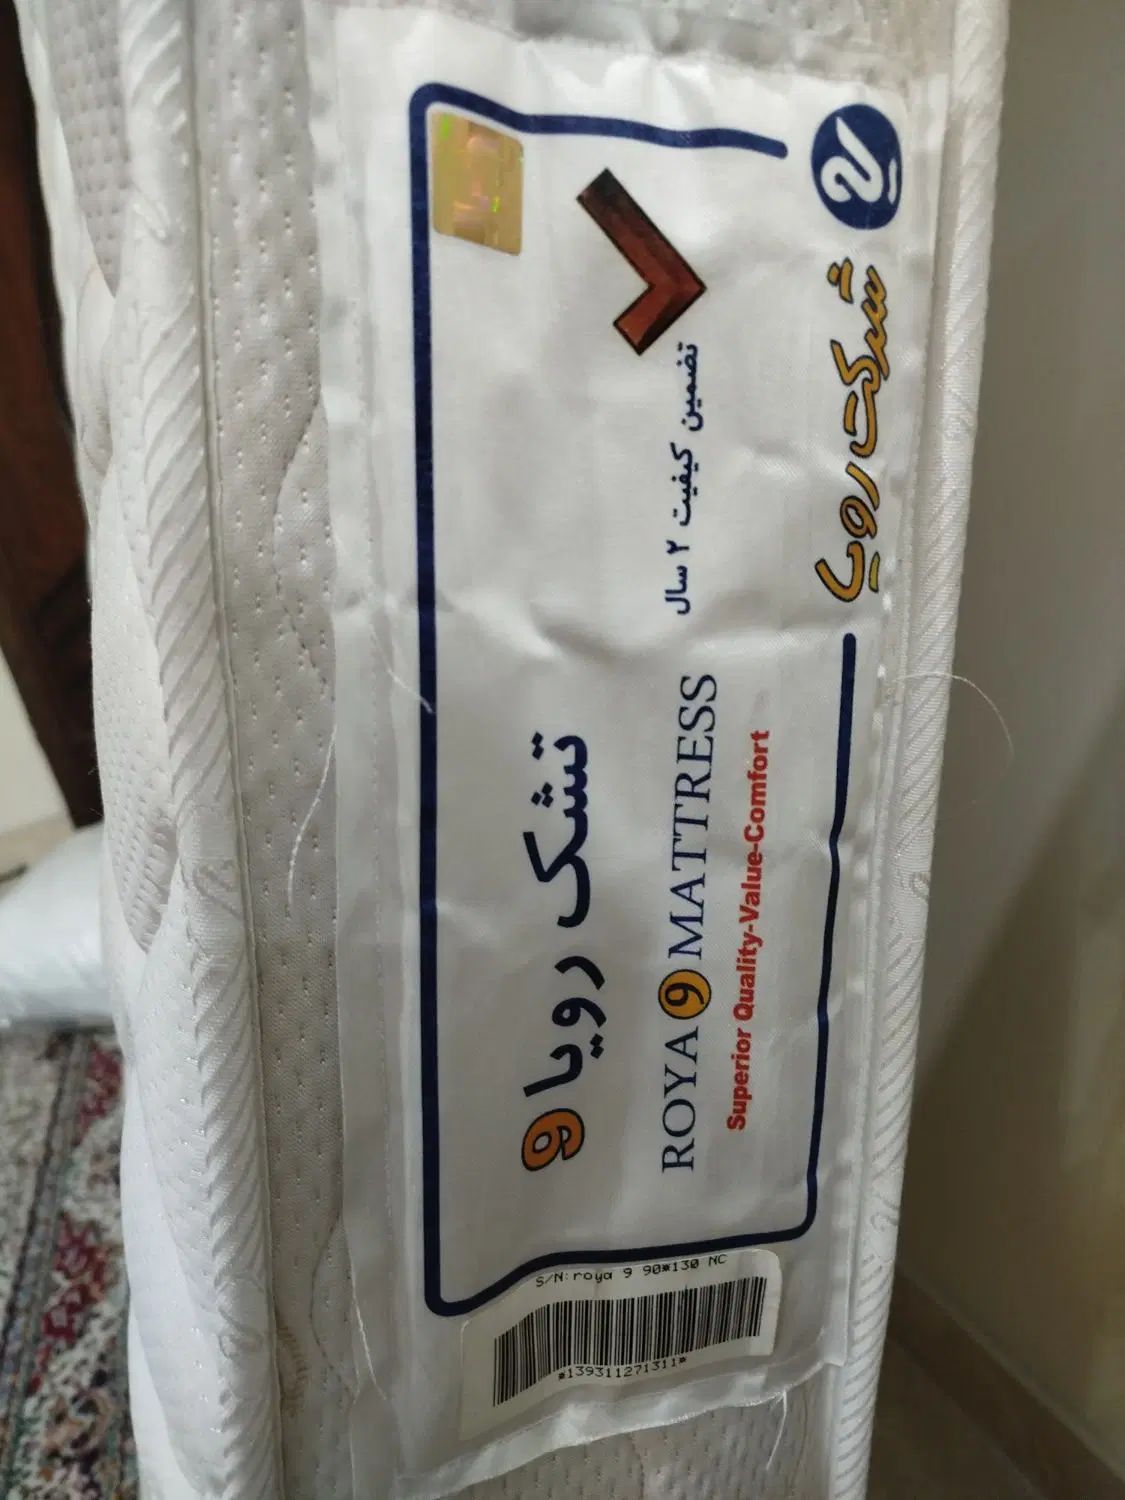 شرکت رویا
تضمین کیفیت ۲ سال
تشک رویا 9
ROYA 9 MATTRESS
Superior Quality-Value-Comfort
S/N:roya 9 90*130 NC
*139311271311*